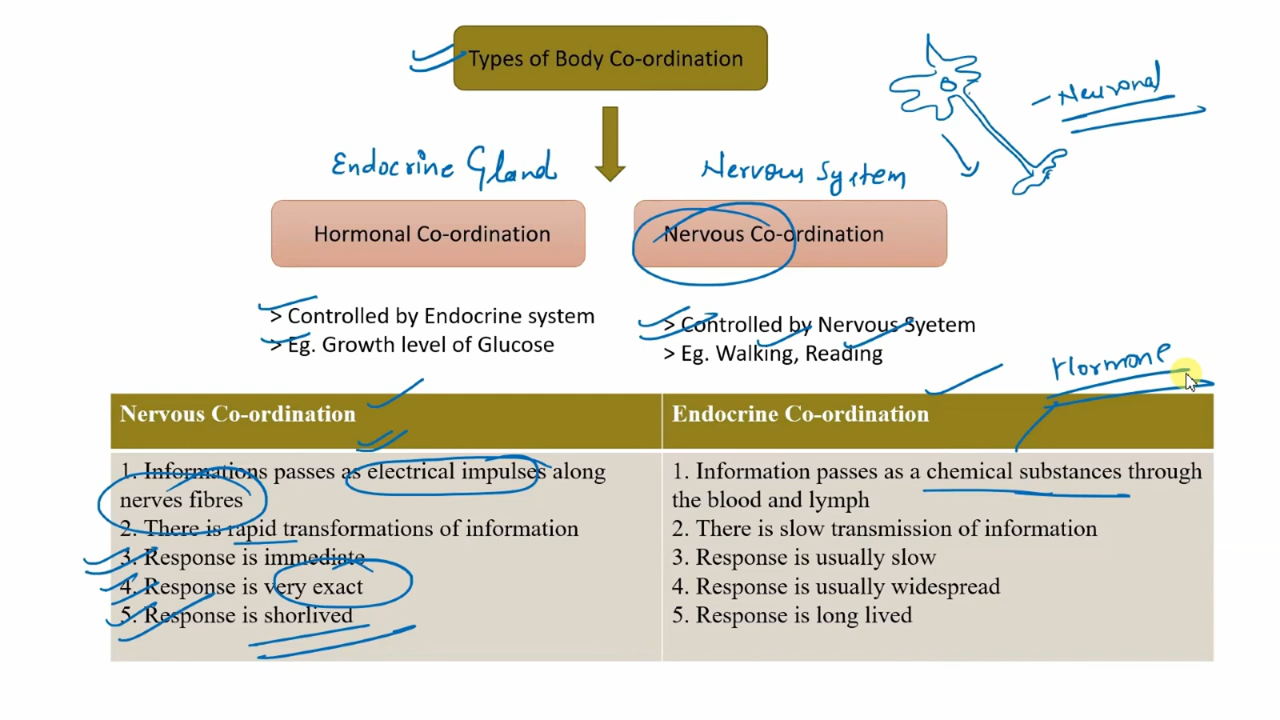 Types of Body Co-ordination
- Neuronal
Endocrine Gland
Nervous System
Hormonal Co-ordination
Nervous Co-ordination
> Controlled by Endocrine system
> Eg. Growth level of Glucose
> Controlled by Nervous Syetem
> Eg. Walking, Reading
Hormone
Nervous Co-ordination
1. Informations passes as electrical impulses along
nerves fibres
2. There is rapid transformations of information
3. Response is immediate
4. Response is very exact
5. Response is shorlived
Endocrine Co-ordination
1. Information passes as a chemical substances through
the blood and lymph
2. There is slow transmission of information
3. Response is usually slow
4. Response is usually widespread
5. Response is long lived